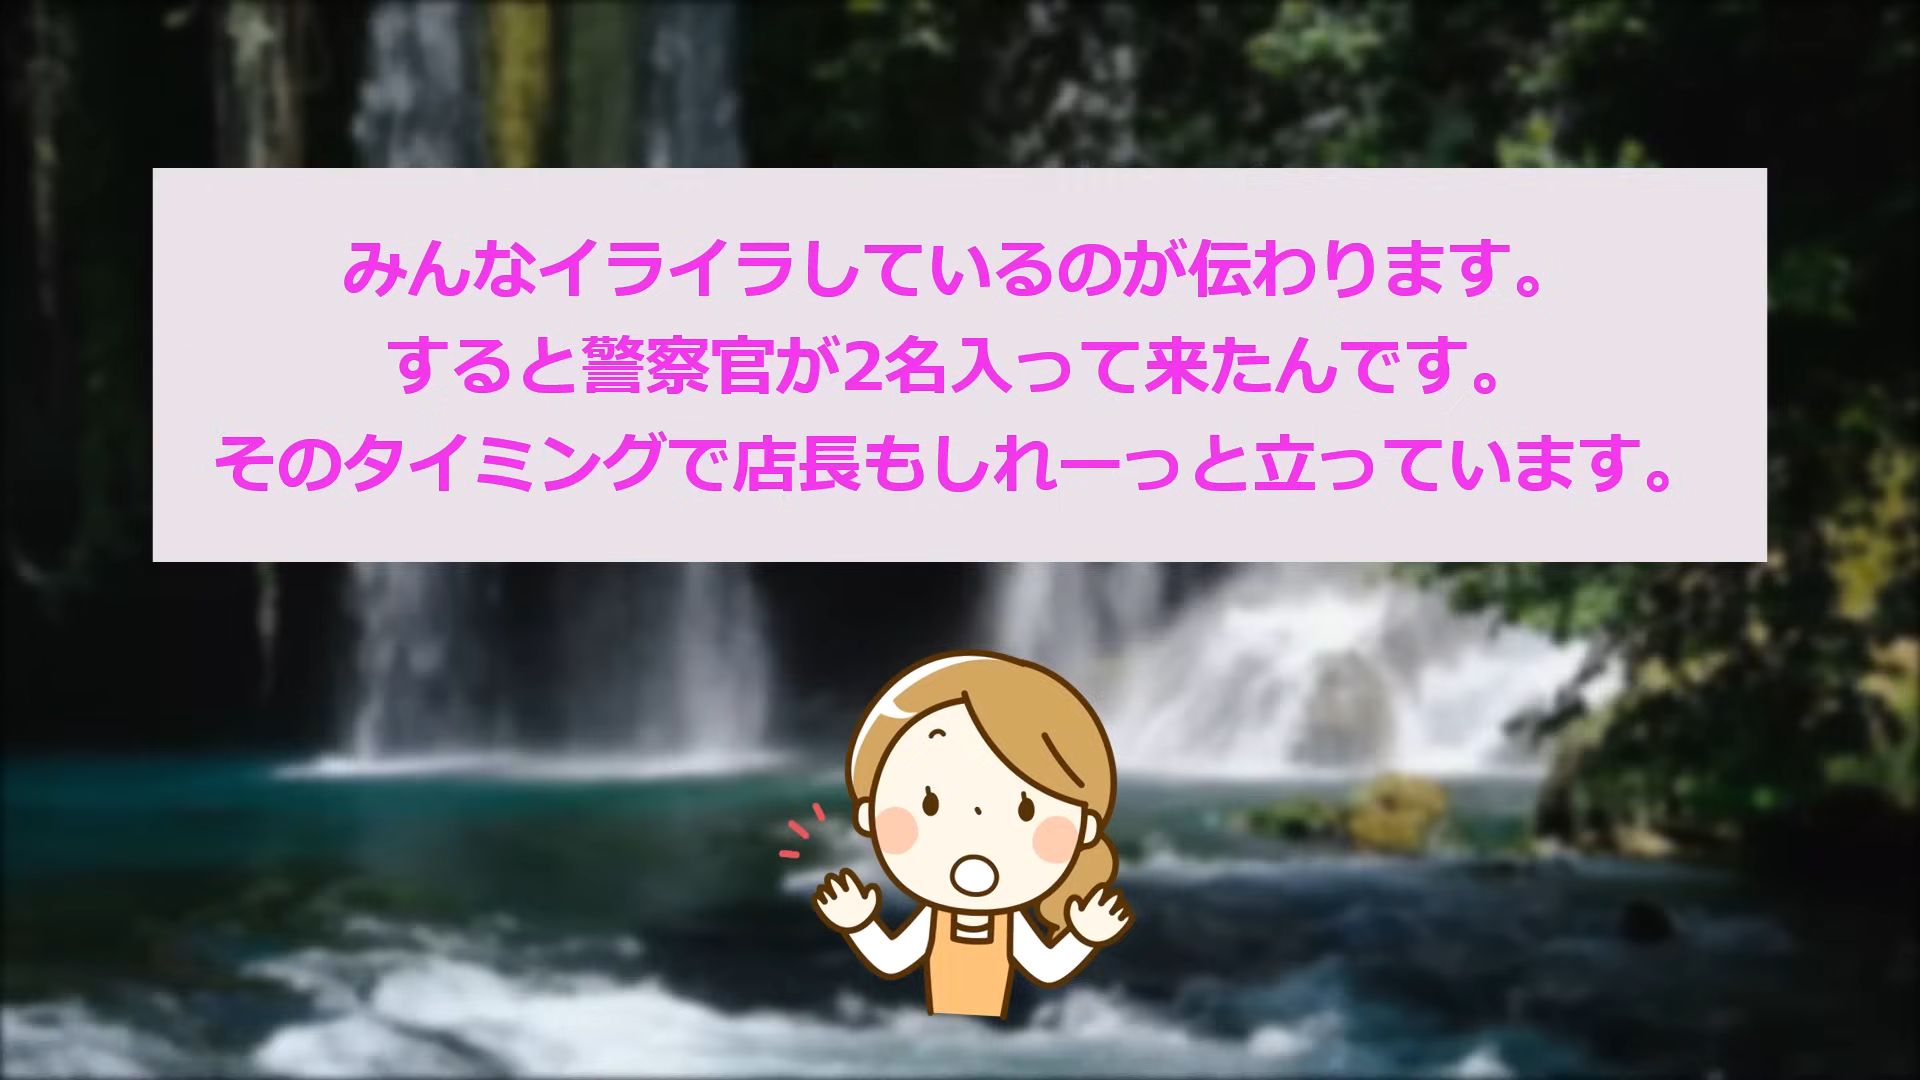 みんなイライラしているのが伝わります。
すると警察官が2名入って来たんです。
そのタイミングで店長もしれーっと立っています。